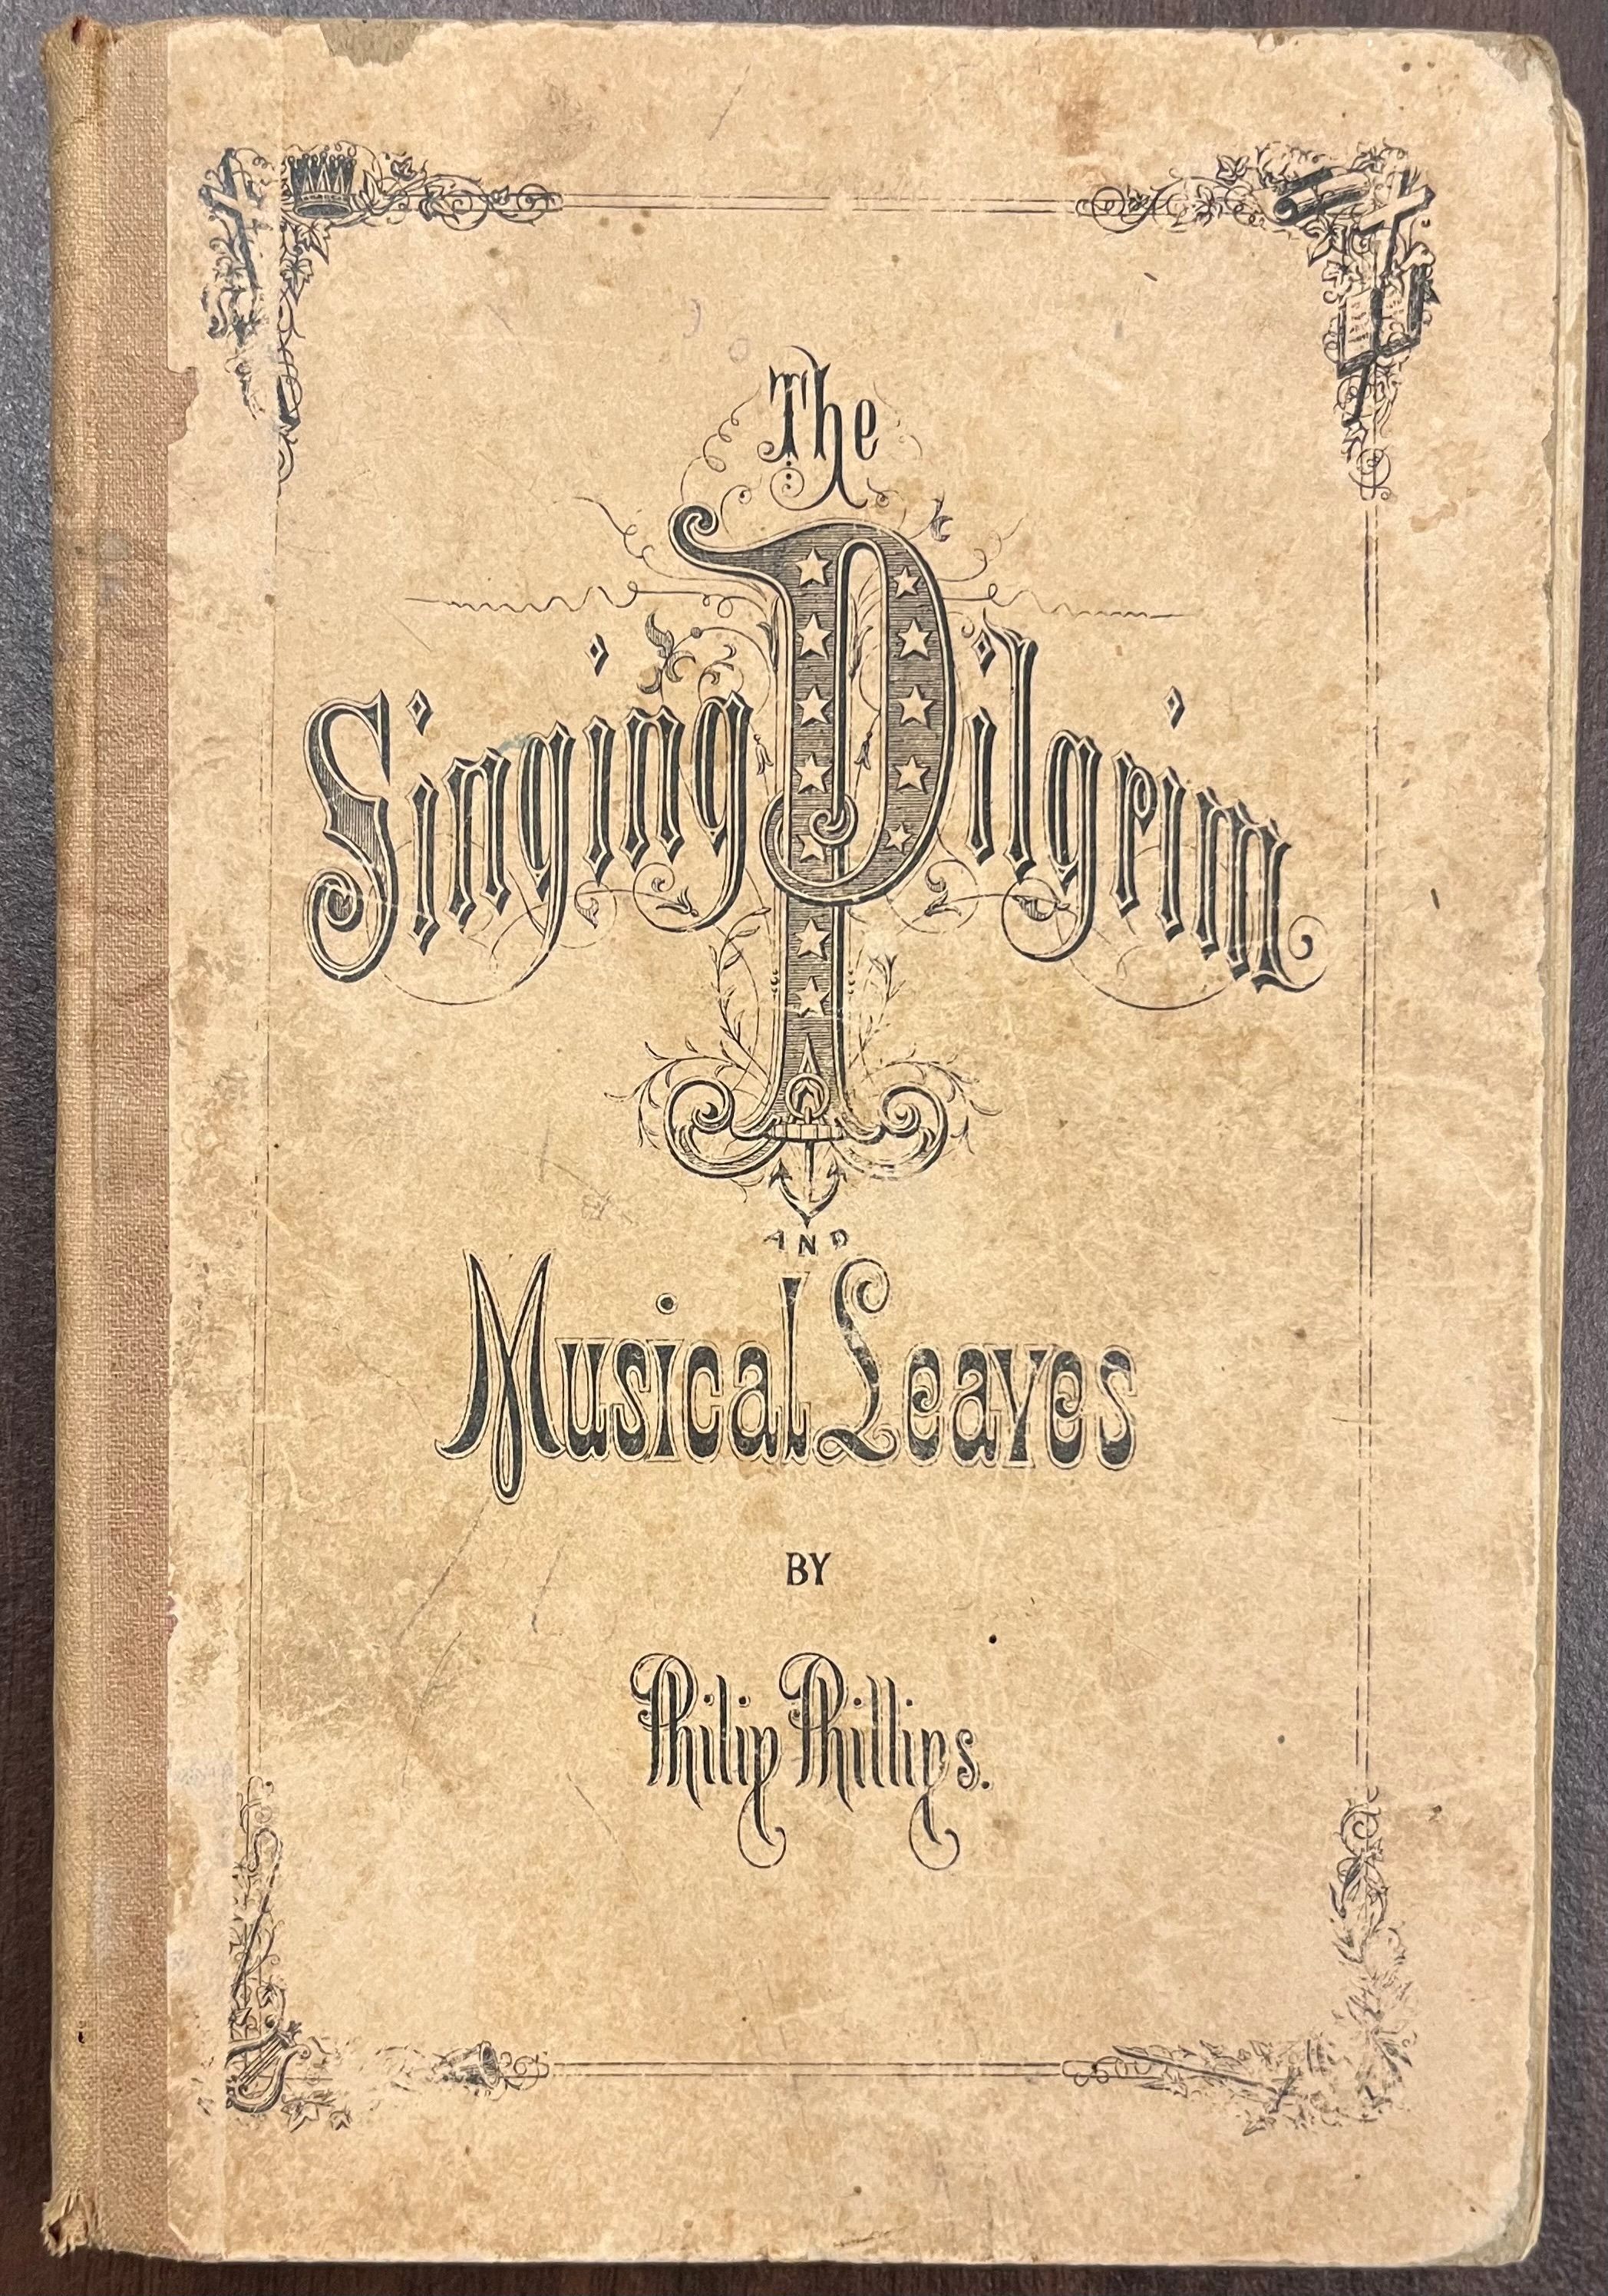 The
Singing Pilgrim
AND
Musical Leaves
BY
Philip Phillips.